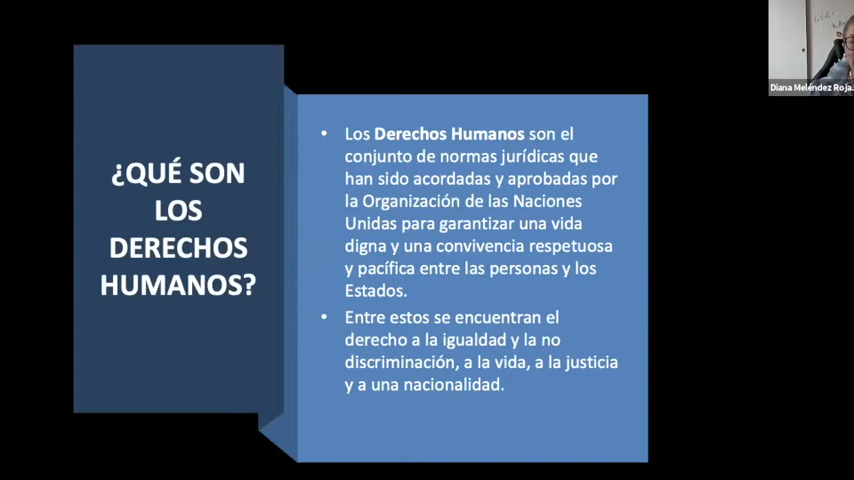 ¿QUÉ SON
LOS
DERECHOS
HUMANOS?
• Los Derechos Humanos son el
conjunto de normas jurídicas que
han sido acordadas y aprobadas por
la Organización de las Naciones
Unidas para garantizar una vida
digna y una convivencia respetuosa
y pacífica entre las personas y los
Estados.
• Entre estos se encuentran el
derecho a la igualdad y la no
discriminación, a la vida, a la justicia
y a una nacionalidad.
Diana Meléndez Roja...